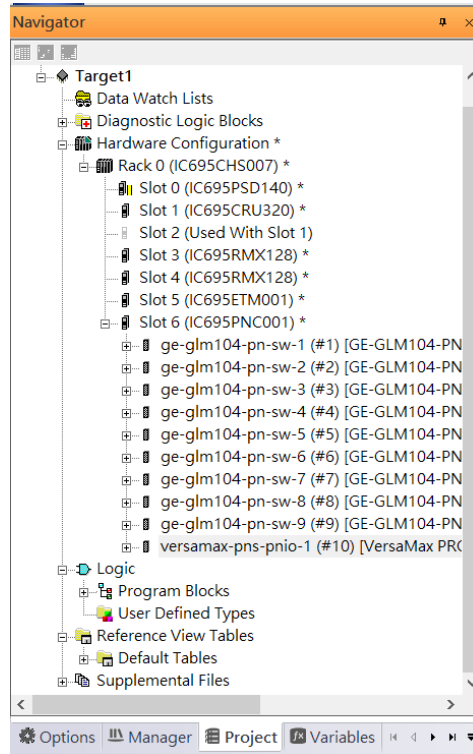 Navigator
Target1
Data Watch Lists
Diagnostic Logic Blocks
Hardware Configuration *
Rack 0 (IC695CHS007) *
Slot 0 (IC695PSD140) *
Slot 1 (IC695CRU320) *
Slot 2 (Used With Slot 1)
Slot 3 (IC695RMX128) *
Slot 4 (IC695RMX128) *
Slot 5 (IC695ETM001) *
Slot 6 (IC695PNC001) *
ge-glm104-pn-sw-1 (#1) [GE-GLM104-PN
ge-glm104-pn-sw-2 (#2) [GE-GLM104-PN
ge-glm104-pn-sw-3 (#3) [GE-GLM104-PN
ge-glm104-pn-sw-4 (#4) [GE-GLM104-PN
ge-glm104-pn-sw-5 (#5) [GE-GLM104-PN
ge-glm104-pn-sw-6 (#6) [GE-GLM104-PN
ge-glm104-pn-sw-7 (#7) [GE-GLM104-PN
ge-glm104-pn-sw-8 (#8) [GE-GLM104-PN
ge-glm104-pn-sw-9 (#9) [GE-GLM104-PN
versamax-pns-pnio-1 (#10) [VersaMax PRO
Logic
Program Blocks
User Defined Types
Reference View Tables
Default Tables
Supplemental Files
Options Manager Project Variables